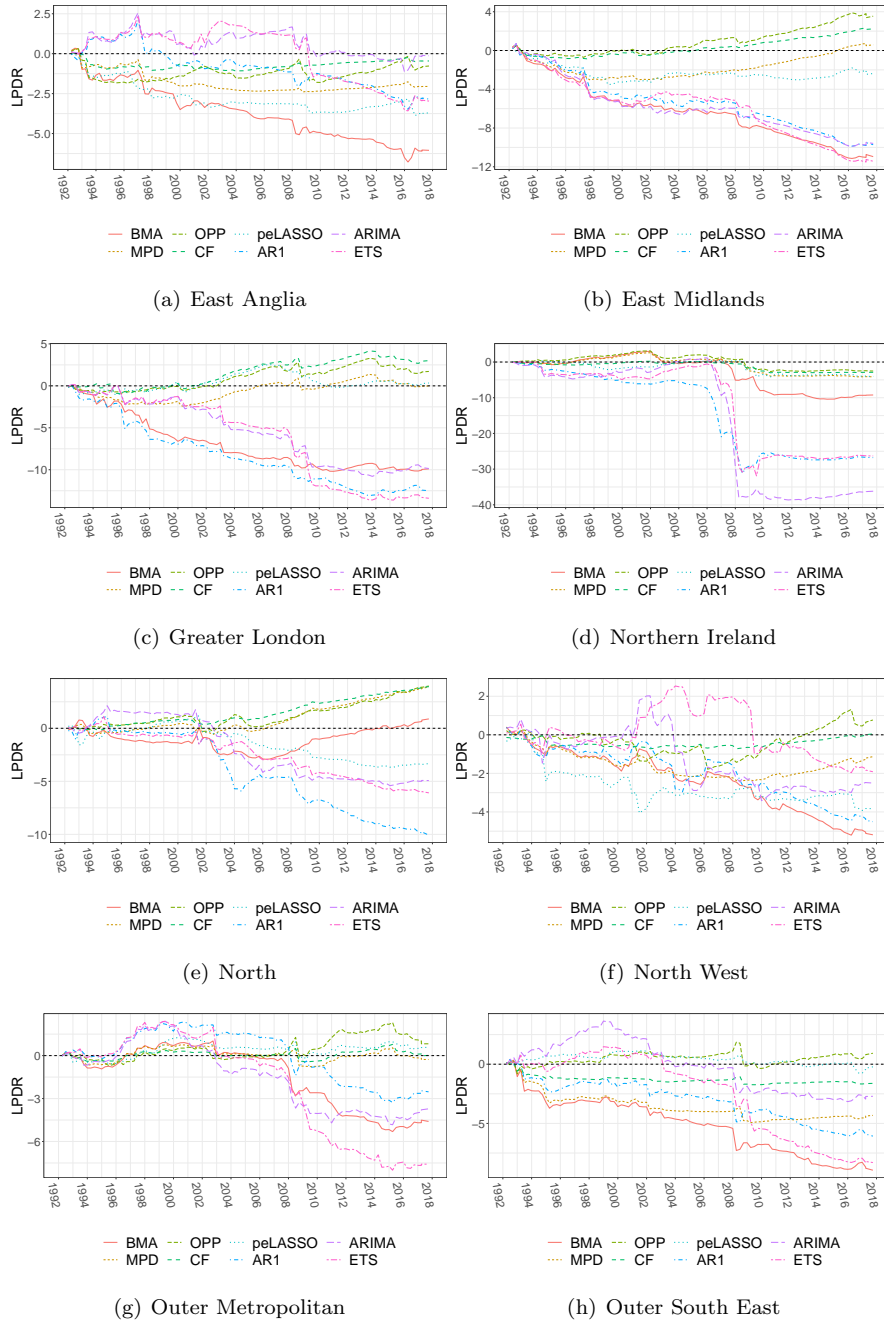 LPDR
2.5
0.0
−2.5
−5.0
1992 1994 1996 1998 2000 2002 2004 2006 2008 2010 2012 2014 2016 2018
BMA OPP peLASSO ARIMA
MPD CF AR1 ETS
(a) East Anglia
LPDR
4
0
−4
−8
−12
1992 1994 1996 1998 2000 2002 2004 2006 2008 2010 2012 2014 2016 2018
BMA OPP peLASSO ARIMA
MPD CF AR1 ETS
(b) East Midlands
LPDR
5
0
−5
−10
1992 1994 1996 1998 2000 2002 2004 2006 2008 2010 2012 2014 2016 2018
BMA OPP peLASSO ARIMA
MPD CF AR1 ETS
(c) Greater London
LPDR
0
−10
−20
−30
−40
1992 1994 1996 1998 2000 2002 2004 2006 2008 2010 2012 2014 2016 2018
BMA OPP peLASSO ARIMA
MPD CF AR1 ETS
(d) Northern Ireland
LPDR
0
−5
−10
1992 1994 1996 1998 2000 2002 2004 2006 2008 2010 2012 2014 2016 2018
BMA OPP peLASSO ARIMA
MPD CF AR1 ETS
(e) North
LPDR
2
0
−2
−4
1992 1994 1996 1998 2000 2002 2004 2006 2008 2010 2012 2014 2016 2018
BMA OPP peLASSO ARIMA
MPD CF AR1 ETS
(f) North West
LPDR
0
−3
−6
1992 1994 1996 1998 2000 2002 2004 2006 2008 2010 2012 2014 2016 2018
BMA OPP peLASSO ARIMA
MPD CF AR1 ETS
(g) Outer Metropolitan
LPDR
0
−5
1992 1994 1996 1998 2000 2002 2004 2006 2008 2010 2012 2014 2016 2018
BMA OPP peLASSO ARIMA
MPD CF AR1 ETS
(h) Outer South East